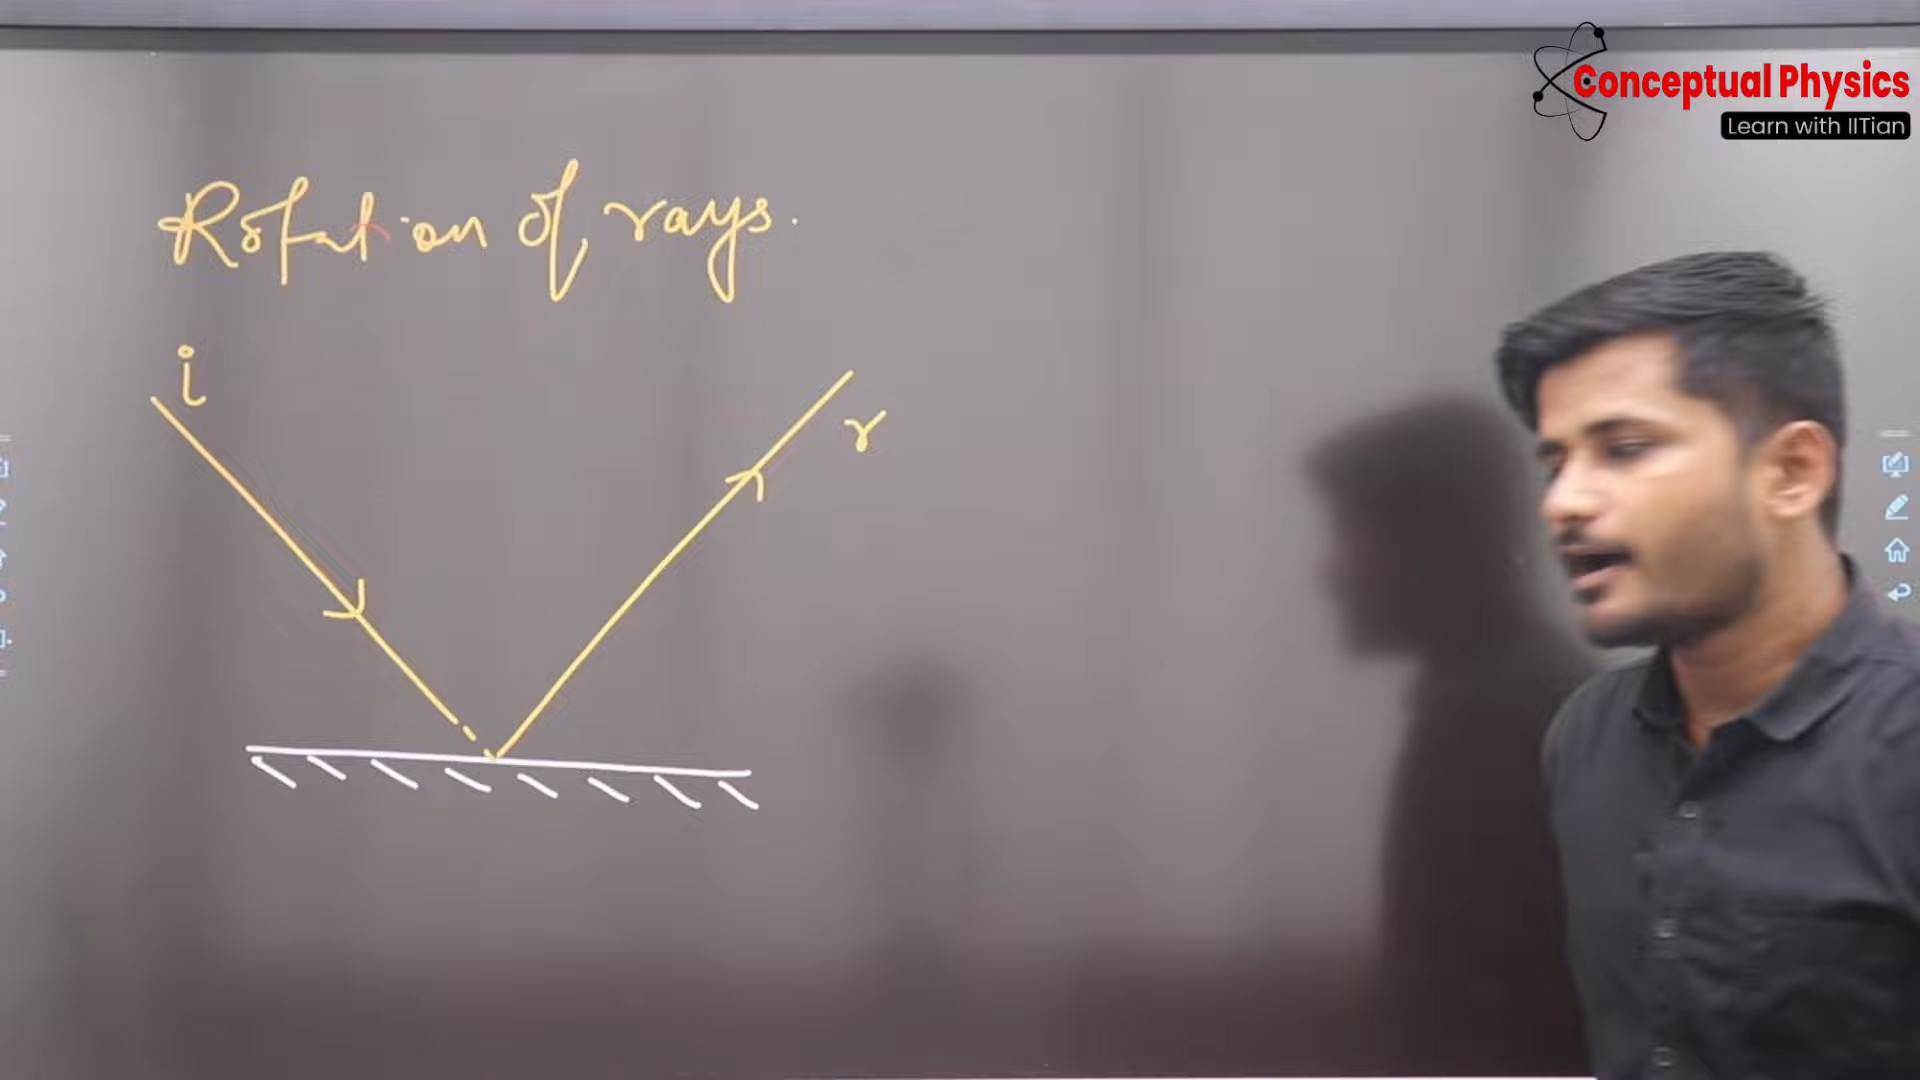 Conceptual Physics
Learn with IITian
Rotation of rays.
i
r